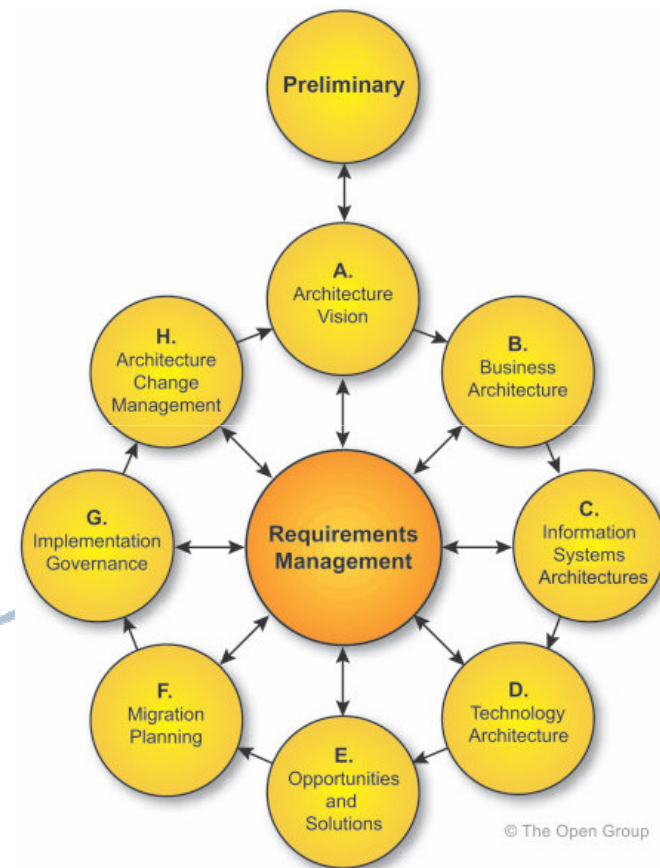 Preliminary
A.
Architecture
Vision
B.
Business
Architecture
C.
Information
Systems
Architectures
D.
Technology
Architecture
E.
Opportunities
and
Solutions
F.
Migration
Planning
G.
Implementation
Governance
H.
Architecture
Change
Management
Requirements
Management
© The Open Group